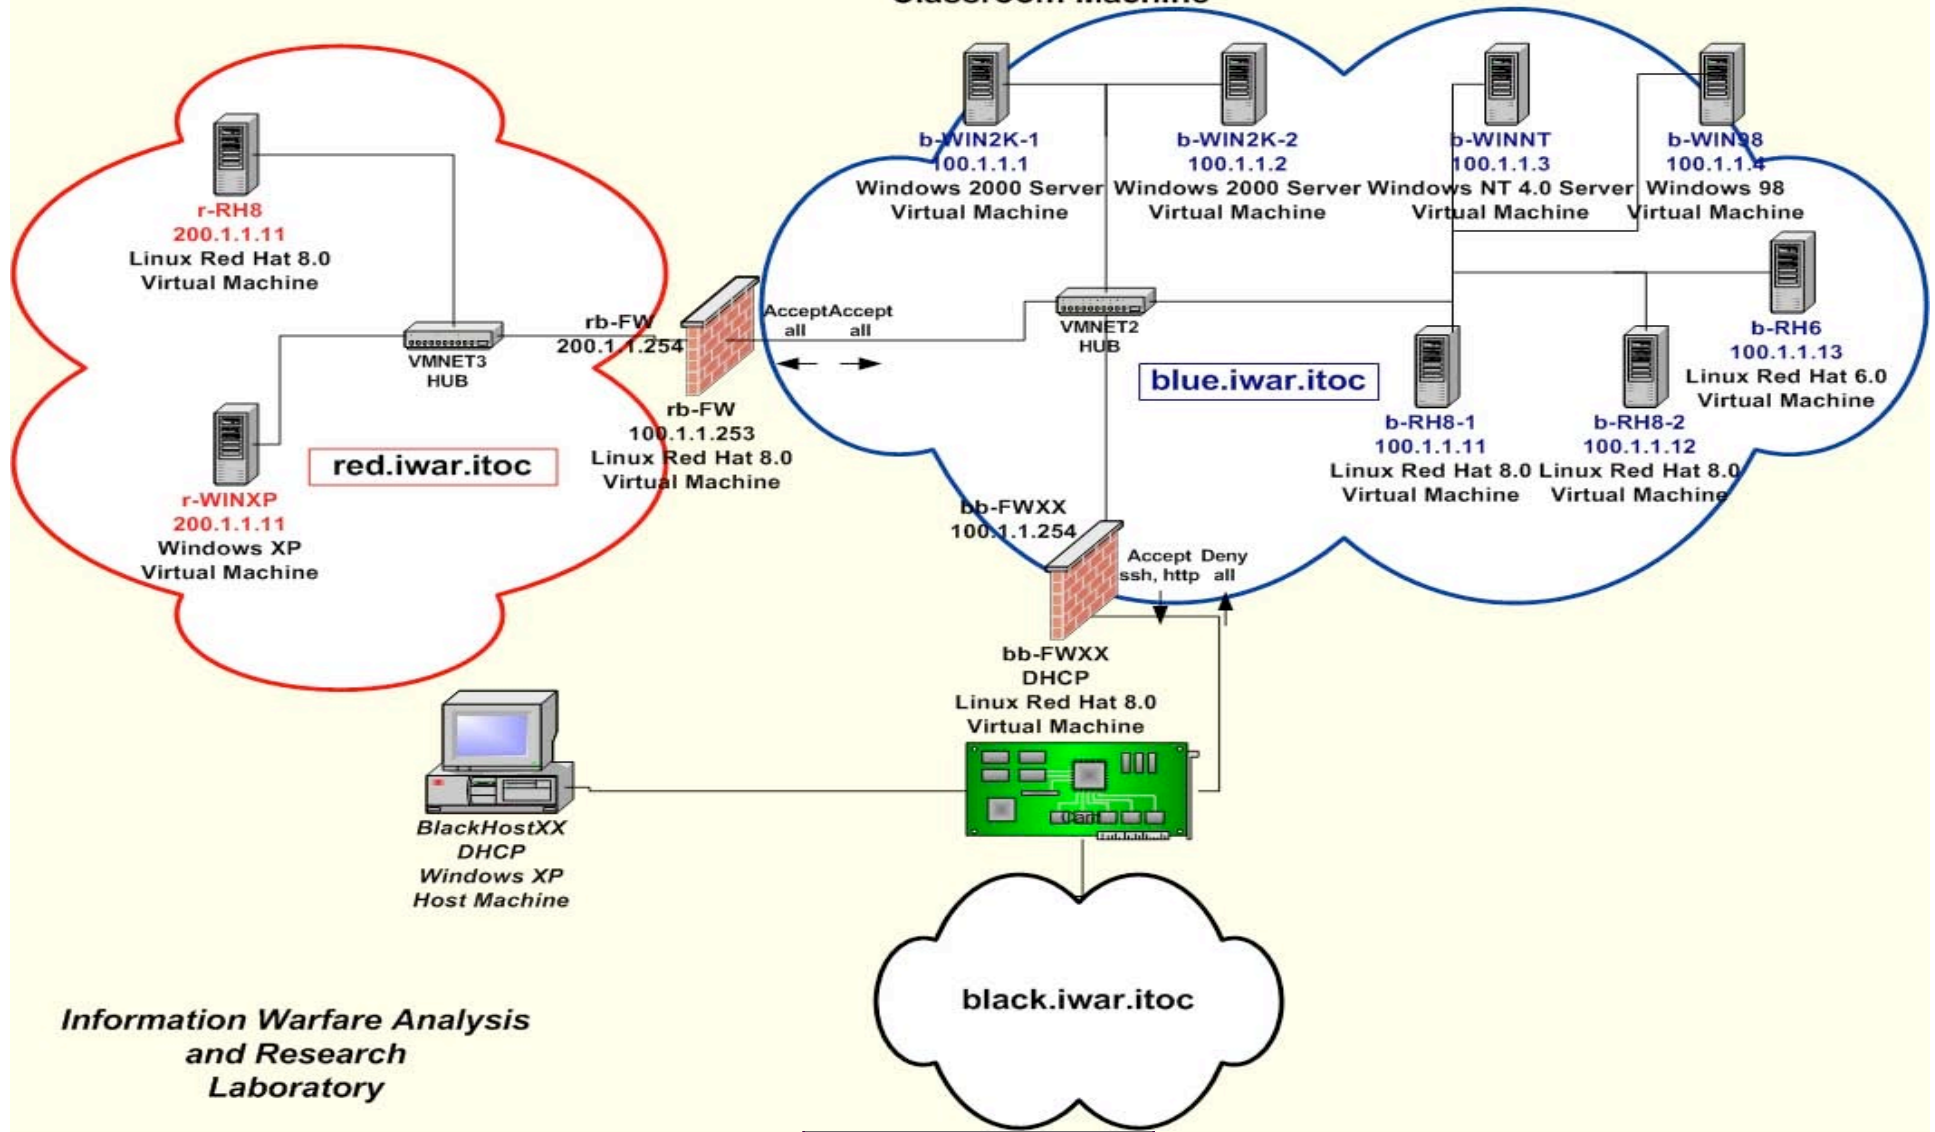 Classroom Machine
r-RH8
200.1.1.11
Linux Red Hat 8.0
Virtual Machine
VMNET3
HUB
r-WINXP
200.1.1.11
Windows XP
Virtual Machine
red.iwar.itoc
rb-FW
200.1.1.254
rb-FW
100.1.1.253
Linux Red Hat 8.0
Virtual Machine
Accept Accept
all all
b-WIN2K-1
100.1.1.1
Windows 2000 Server
Virtual Machine
b-WIN2K-2
100.1.1.2
Windows 2000 Server
Virtual Machine
b-WINNT
100.1.1.3
Windows NT 4.0 Server
Virtual Machine
b-WIN98
100.1.1.4
Windows 98
Virtual Machine
VMNET2
HUB
blue.iwar.itoc
b-RH6
100.1.1.13
Linux Red Hat 6.0
Virtual Machine
b-RH8-1
100.1.1.11
Linux Red Hat 8.0
Virtual Machine
b-RH8-2
100.1.1.12
Linux Red Hat 8.0
Virtual Machine
bb-FWXX
100.1.1.254
Accept Deny
ssh, http all
bb-FWXX
DHCP
Linux Red Hat 8.0
Virtual Machine
BlackHostXX
DHCP
Windows XP
Host Machine
black.iwar.itoc
Information Warfare Analysis
and Research
Laboratory